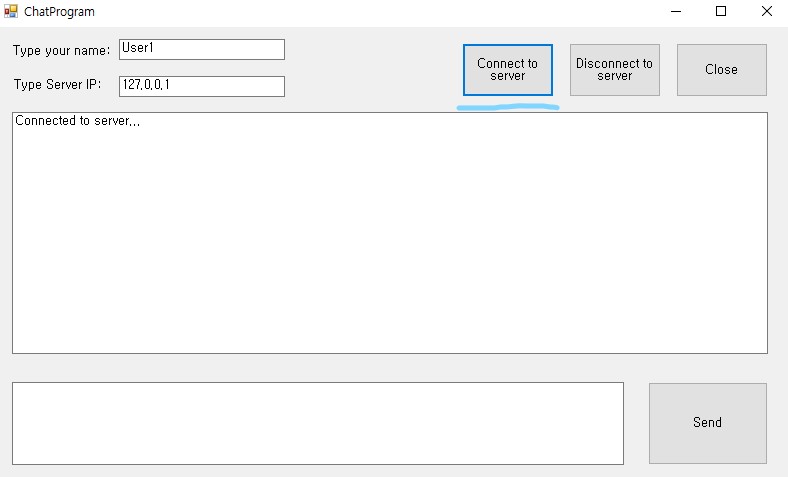 ChatProgram
Type your name: User1
Type Server IP: 127.0.0.1
Connect to
server
Disconnect to
server
Close
Connected to server...
Send